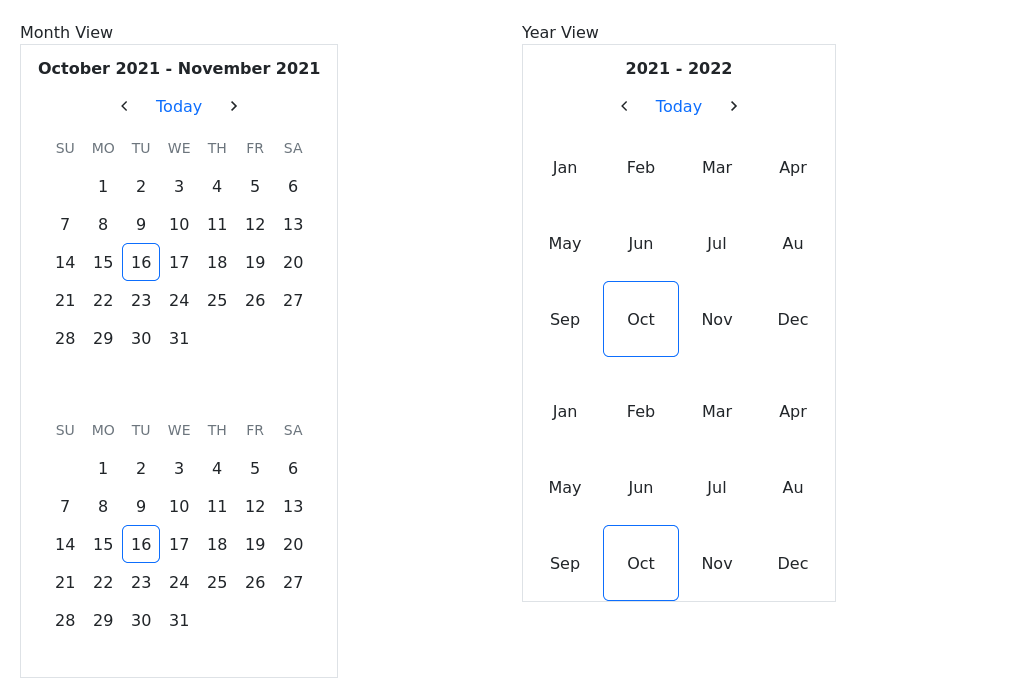 Month View
October 2021 - November 2021
Today
SU MO TU WE TH FR SA
1 2 3 4 5 6
7 8 9 10 11 12 13
14 15 16 17 18 19 20
21 22 23 24 25 26 27
28 29 30 31
SU MO TU WE TH FR SA
1 2 3 4 5 6
7 8 9 10 11 12 13
14 15 16 17 18 19 20
21 22 23 24 25 26 27
28 29 30 31
Year View
2021 - 2022
Today
Jan Feb Mar Apr
May Jun Jul Au
Sep Oct Nov Dec
Jan Feb Mar Apr
May Jun Jul Au
Sep Oct Nov Dec